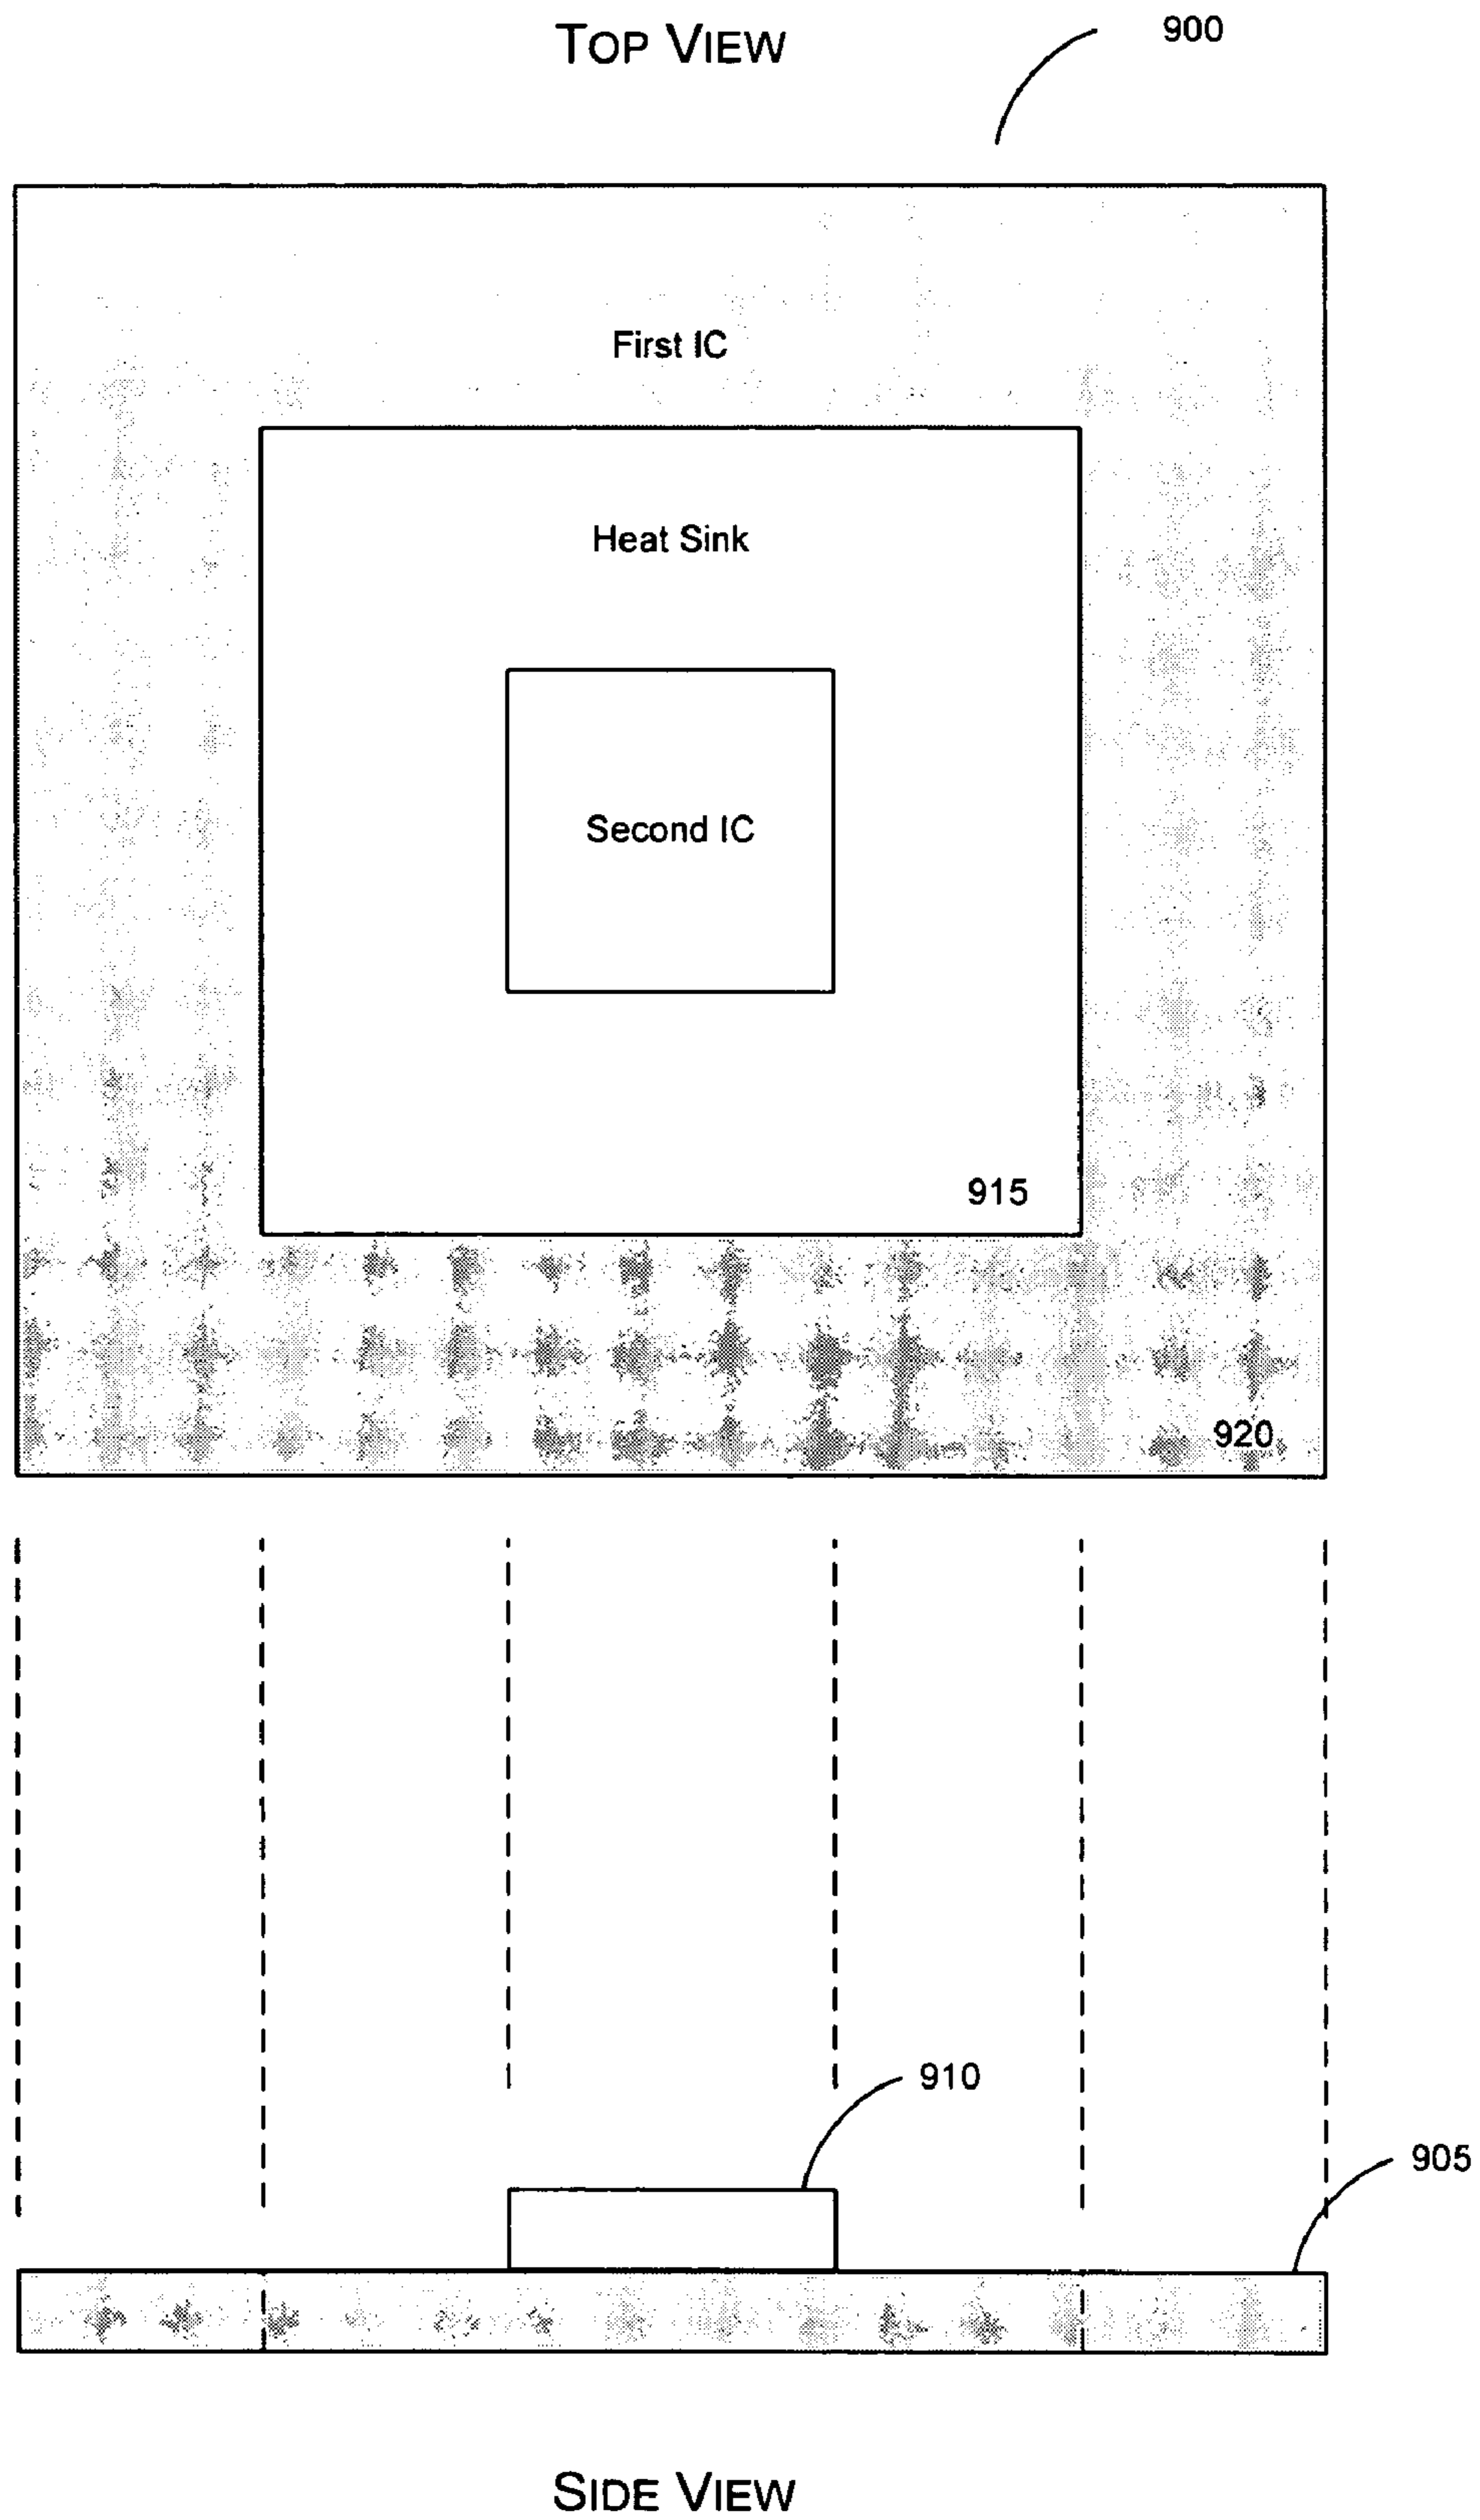 TOP VIEW
900
First IC
Heat Sink
Second IC
915
920
910
905
SIDE VIEW